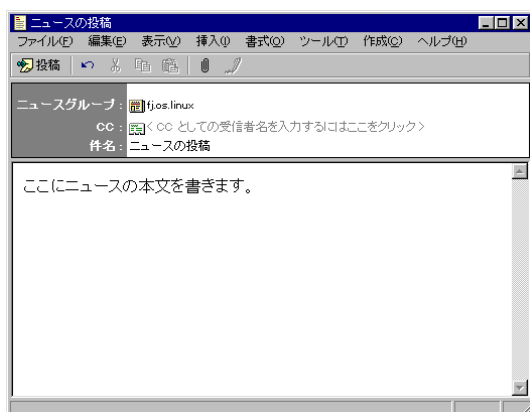 ニュースの投稿
ファイル(F) 編集(E) 表示(V) 挿入(I) 書式(O) ツール(T) 作成(C) ヘルプ(H)
投稿
ニュースグループ : fj.os.linux
CC : < CC としての受信者名を入力するにはここをクリック >
件名 : ニュースの投稿
ここにニュースの本文を書きます。